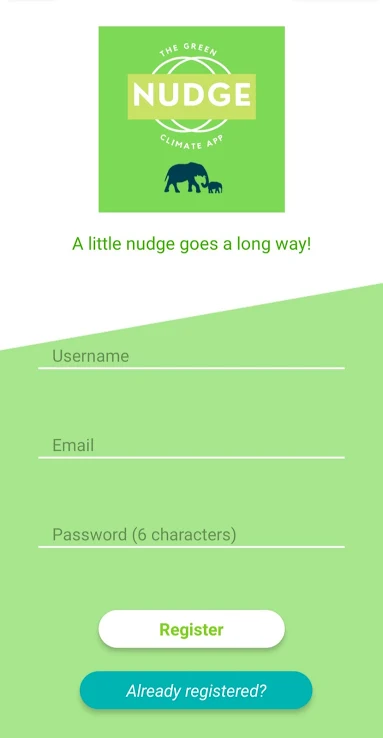 THE GREEN
NUDGE
CLIMATE APP
A little nudge goes a long way!
Username
Email
Password (6 characters)
Register
Already registered?